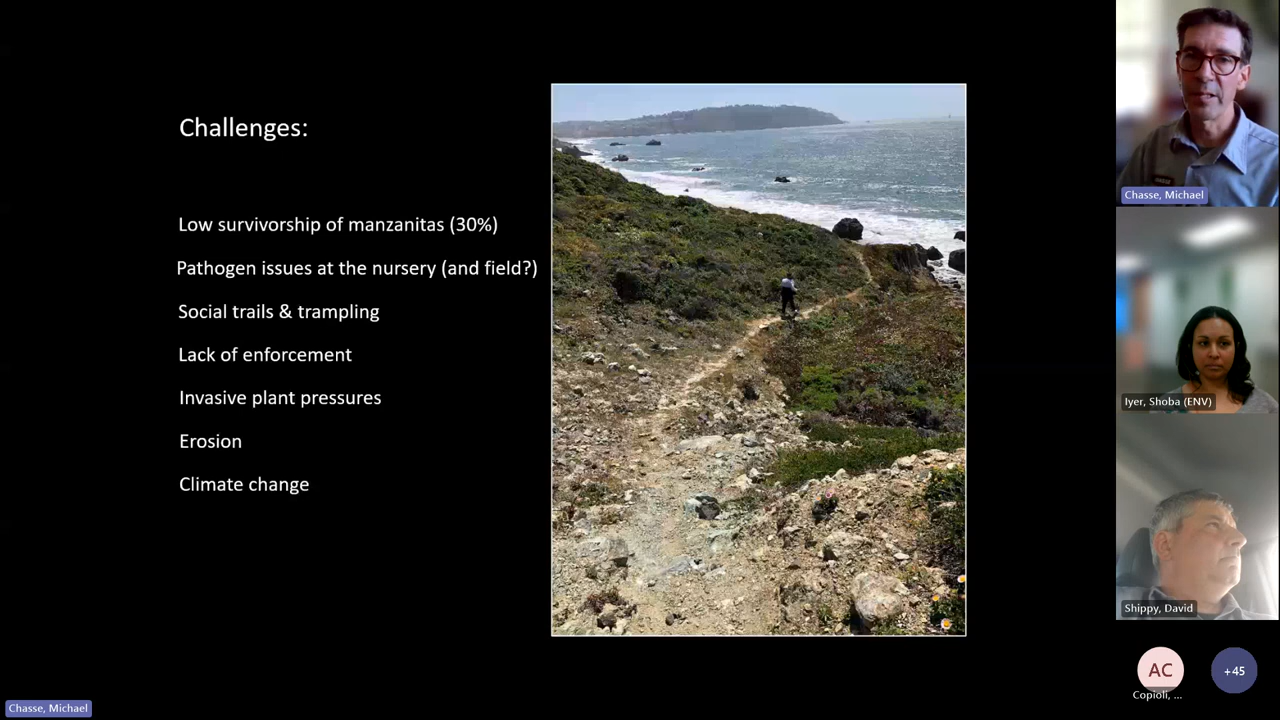 Challenges:
Low survivorship of manzanitas (30%)
Pathogen issues at the nursery (and field?)
Social trails & trampling
Lack of enforcement
Invasive plant pressures
Erosion
Climate change
Chasse, Michael
Iyer, Shoba (ENV)
Shippy, David
AC
+45
Copioli, ...
Chasse, Michael